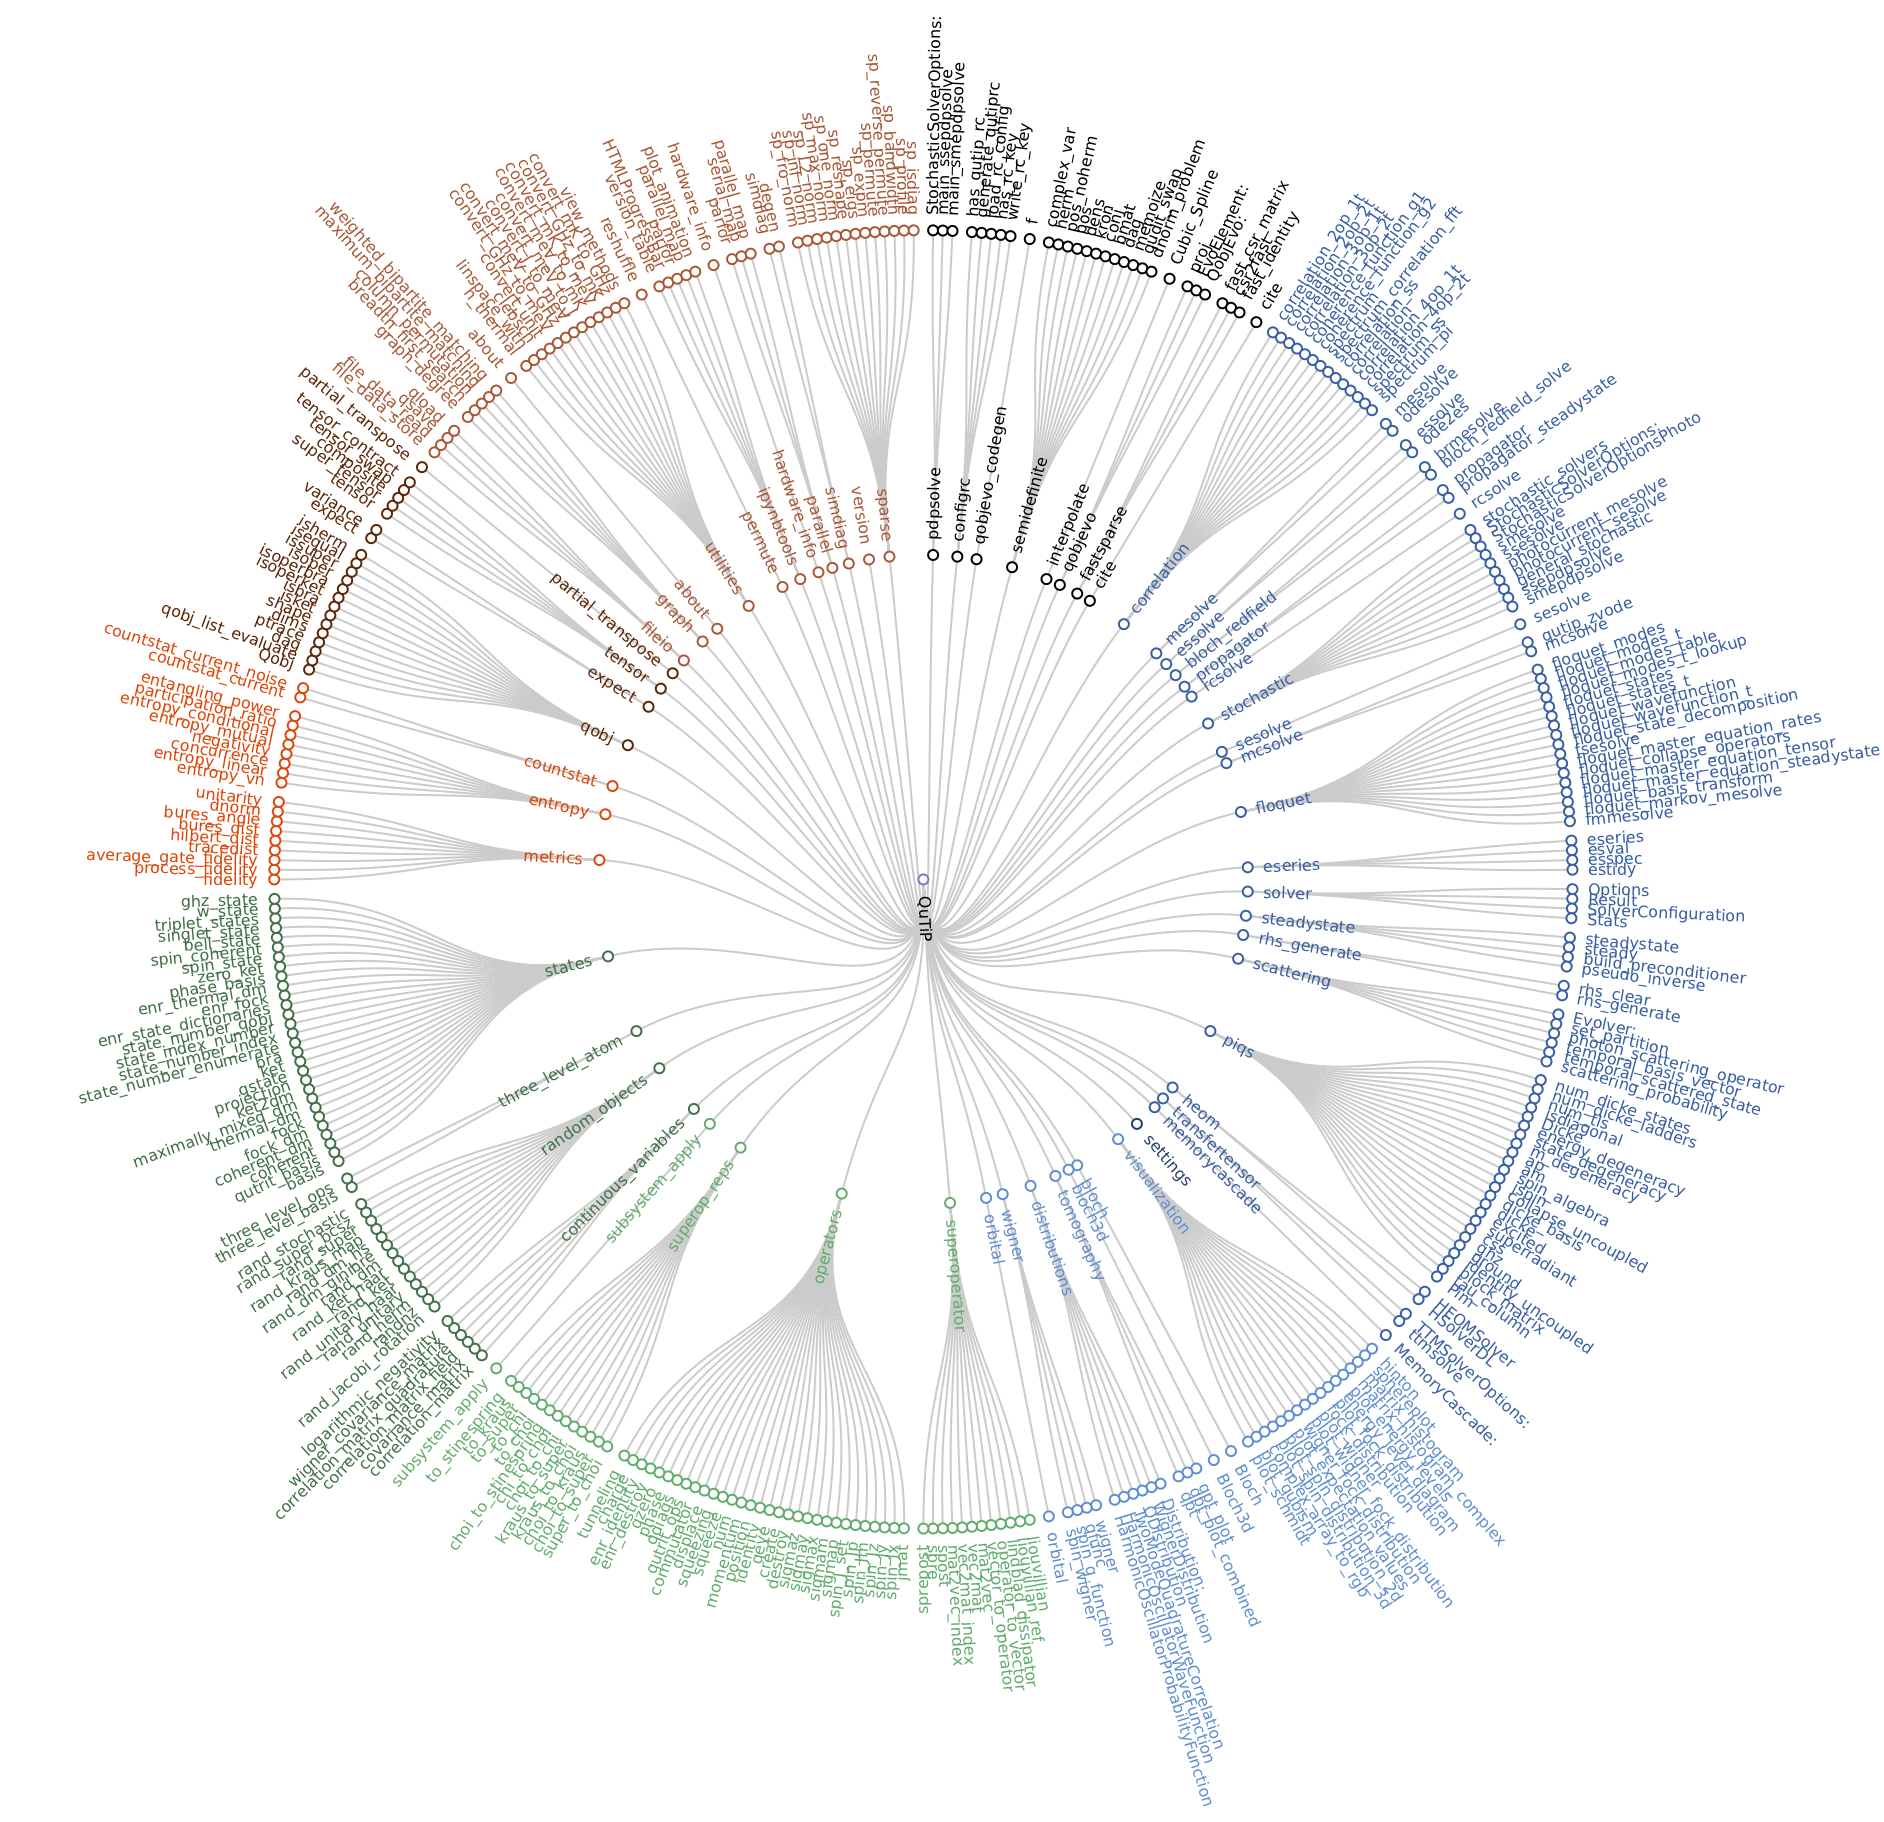 QuTiP
pdpsolve
StochasticSolverOptions:
main_ssepdpsolve
main_smepdpsolve
configrc
has_qutip_rc
generate_qutiprc
load_rc_config
has_rc_key
write_rc_key
qobjevo_codegen
f
semidefinite
complex_var
herm
pos_noherm
pos
dens
kron
conj
bmat
dag
memoize
qudit_swap
dnorm_problem
interpolate
Cubic_Spline
qobjevo
proj
EvoElement:
QobjEvo:
fastsparse
fast_csr_matrix
csr2fast
fast_identity
cite
cite
correlation
correlation_2op_1t
correlation_2op_2t
correlation_3op_1t
correlation_3op_2t
coherence_function_g1
coherence_function_g2
spectrum
spectrum_correlation_fft
correlation_ss
correlation
correlation_4op_1t
correlation_4op_2t
spectrum_ss
spectrum_pi
mesolve
mesolve
odesolve
essolve
essolve
ode2es
bloch_redfield
brmesolve
bloch_redfield_solve
propagator
propagator
propagator_steadystate
rcsolve
rcsolve
stochastic
stochastic_solvers
StochasticSolverOptions:
StochasticSolverOptionsPhoto
smesolve
ssesolve
photocurrent_mesolve
photocurrent_sesolve
general_stochastic
ssepdpsolve
smepdpsolve
sesolve
sesolve
mcsolve
qutip_zvode
mcsolve
floquet
floquet_modes
floquet_modes_t
floquet_modes_table
floquet_modes_t_lookup
floquet_states
floquet_states_t
floquet_wavefunction
floquet_wavefunction_t
floquet_state_decomposition
fsesolve
floquet_master_equation_rates
floquet_collapse_operators
floquet_master_equation_tensor
floquet_master_equation_steadystate
floquet_basis_transform
floquet_markov_mesolve
fmmesolve
eseries
eseries
esval
esspec
estidy
solver
Options
Result
SolverConfiguration
Stats
steadystate
steadystate
steady
build_preconditioner
pseudo_inverse
rhs_generate
rhs_clear
rhs_generate
scattering
Evolver:
set_partition
photon_scattering_operator
temporal_basis_vector
temporal_scattered_state
scattering_probability
piqs
num_dicke_states
num_dicke_ladders
num_tls
isdiagonal
Dicke
energy_degeneracy
state_degeneracy
m_degeneracy
ap
am
spin_algebra
jspin
collapse_uncoupled
dicke_basis
dicke
excited
superradiant
css
ghz
ground
identity_uncoupled
block_matrix
tau_column
Pim
heom
HEOMSolver
HSolverDL
transfertensor
TTMSolverOptions:
ttmsolve
memorycascade
MemoryCascade:
settings
visualization
hinton
sphereplot
matrix_histogram
matrix_histogram_complex
plot_energy_levels
plot_fock_distribution
plot_wigner
plot_expectation_values
plot_qubism
plot_schmidt
complex_array_to_rgb
bloch
Bloch
bloch3d
Bloch3d
tomography
qpt_plot
qpt_plot_combined
qpt
distributions
Distribution:
WignerDistribution
QDistribution
TwoModeQuadratureCorrelation
HarmonicOscillatorWaveFunction
HarmonicOscillatorProbabilityFunction
wigner
wigner
qfunc
spin_q_function
spin_wigner
orbital
orbital
superoperator
liouvillian
liouvillian_ref
lindblad_dissipator
operator_to_vector
vector_to_operator
mat2vec
vec2mat
vec2mat_index
mat2vec_index
spost
spre
sprepost
operators
jmat
spin_Jx
spin_Jy
spin_Jz
spin_Jm
spin_Jp
spin_J_set
sigmap
sigmam
sigmax
sigmay
sigmaz
destroy
create
qeye
identity
position
momentum
num
squeeze
squeezing
displace
commutator
qutrit_ops
qdiags
phase
qzero
enr_destroy
enr_identity
charge
tunneling
superop_reps
super_to_choi
choi_to_super
choi_to_kraus
kraus_to_choi
kraus_to_super
choi_to_stinespring
to_choi
to_chi
to_super
to_kraus
to_stinespring
subsystem_apply
subsystem_apply
continuous_variables
correlation_matrix
covariance_matrix
correlation_matrix_field
correlation_matrix_quadrature
wigner_covariance_matrix
logarithmic_negativity
random_objects
rand_jacobi_rotation
randnz
rand_herm
rand_unitary
rand_unitary_haar
rand_ket
rand_ket_haar
rand_dm
rand_dm_ginibre
rand_dm_hs
rand_kraus_map
rand_super
rand_super_bcsz
rand_stochastic
three_level_atom
three_level_basis
three_level_ops
states
qutrit_basis
coherent
coherent_dm
fock_dm
fock
thermal_dm
maximally_mixed_dm
ket2dm
projection
qstate
ket
bra
state_number_enumerate
state_number_index
state_index_number
state_number_qobj
enr_state_dictionaries
enr_fock
enr_thermal_dm
phase_basis
zero_ket
spin_state
spin_coherent
bell_state
singlet_state
triplet_states
w_state
ghz_state
metrics
fidelity
process_fidelity
average_gate_fidelity
tracedist
hilbert_dist
bures_dist
bures_angle
dnorm
unitarity
entropy
entropy_vn
entropy_linear
concurrence
negativity
entropy_mutual
entropy_conditional
participation_ratio
entangling_power
countstat
countstat_current
countstat_current_noise
qobj
Qobj
qobj_list_evaluate
dag
ptrace
dims
shape
isket
isbra
isoperket
isoperbra
isoper
issuper
isequal
isherm
expect
expect
variance
tensor
tensor
super_tensor
composite
tensor_swap
tensor_contract
partial_transpose
partial_transpose
fileio
file_data_store
file_data_read
qsave
qload
graph
graph_degree
breadth_first_search
column_permutation
maximum_bipartite_matching
weighted_bipartite_matching
about
about
utilities
n_thermal
linspace_with
clebsch
convert_unit
convert_GHz_to_meV
convert_meV_to_GHz
convert_meV_to_J
convert_meV_to_mK
convert_mK_to_meV
convert_GHz_to_mK
convert_mK_to_GHz
view_methods
permute
reshuffle
ipynbtools
version_table
HTMLProgressBar
parallel_map
plot_animation
parfor
hardware_info
hardware_info
parallel
parfor
serial_map
parallel_map
simdiag
simdiag
degen
version
sparse
sp_fro_norm
sp_inf_norm
sp_L2_norm
sp_max_norm
sp_one_norm
sp_reshape
sp_eigs
sp_expm
sp_permute
sp_reverse_permute
sp_bandwidth
sp_profile
sp_isdiag